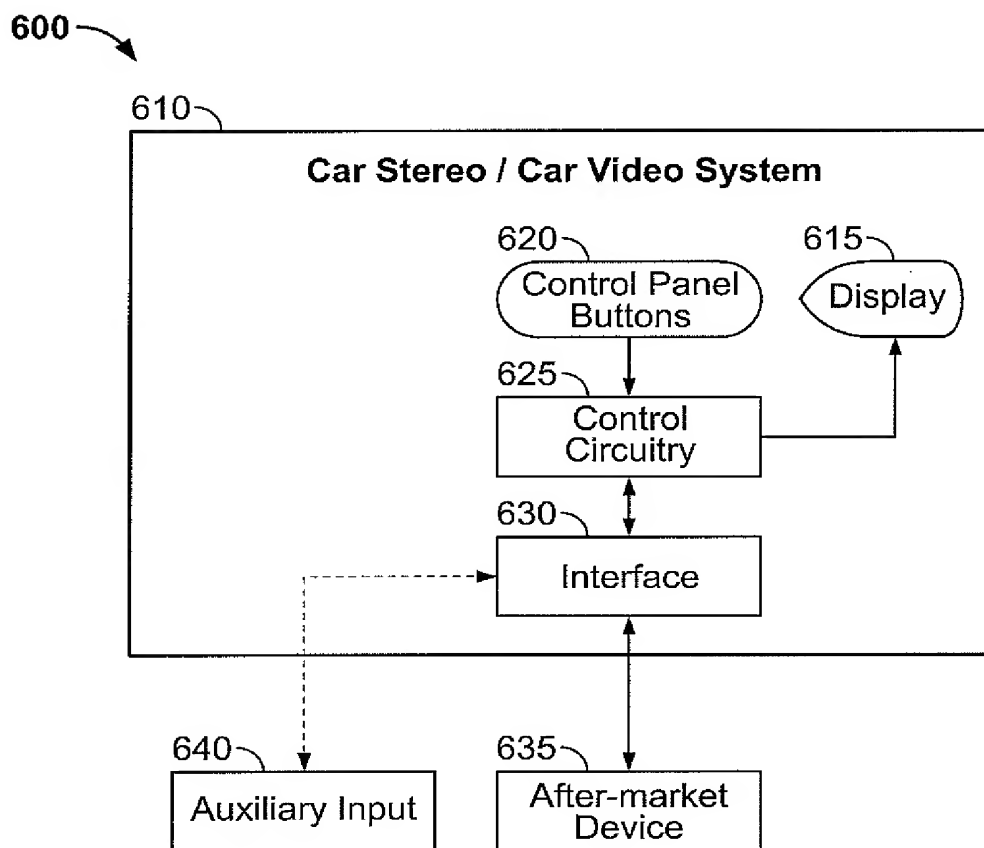 600
610
Car Stereo / Car Video System
620
615
Control Panel
Buttons
Display
625
Control
Circuitry
630
Interface
640
635
Auxiliary Input
After-market
Device